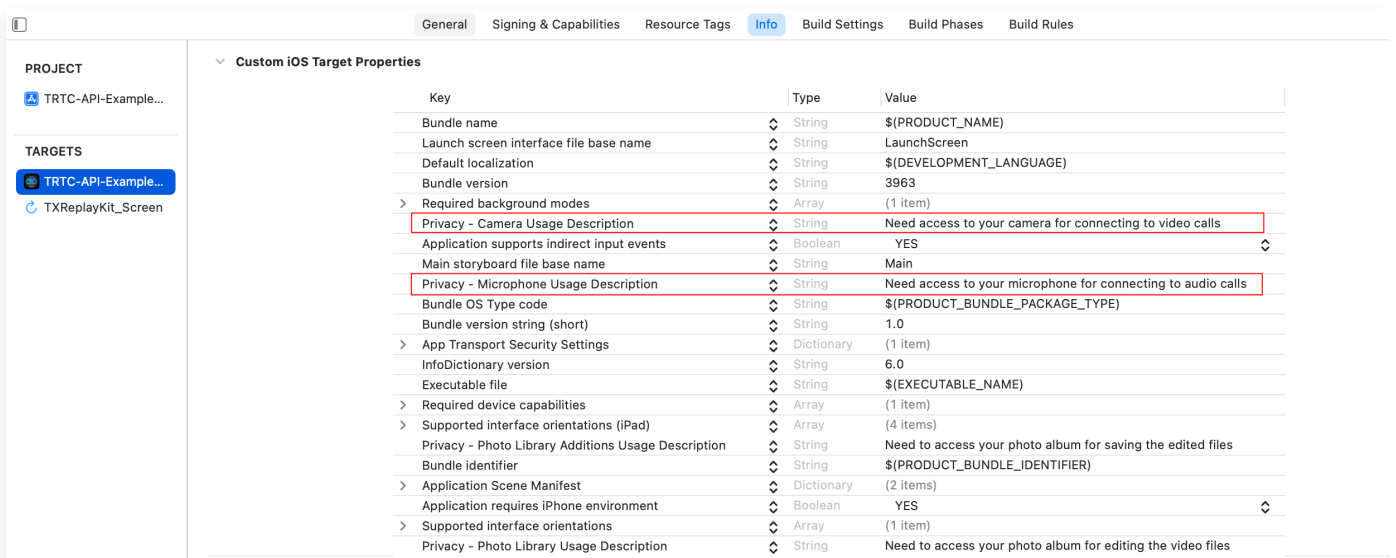 General Signing & Capabilities Resource Tags Info Build Settings Build Phases Build Rules
PROJECT
TRTC-API-Example...
TARGETS
TRTC-API-Example...
TXReplayKit_Screen
Custom iOS Target Properties
Key Type Value
Bundle name String $(PRODUCT_NAME)
Launch screen interface file base name String LaunchScreen
Default localization String $(DEVELOPMENT_LANGUAGE)
Bundle version String 3963
Required background modes Array (1 item)
Privacy - Camera Usage Description String Need access to your camera for connecting to video calls
Application supports indirect input events Boolean YES
Main storyboard file base name String Main
Privacy - Microphone Usage Description String Need access to your microphone for connecting to audio calls
Bundle OS Type code String $(PRODUCT_BUNDLE_PACKAGE_TYPE)
Bundle version string (short) String 1.0
App Transport Security Settings Dictionary (1 item)
InfoDictionary version String 6.0
Executable file String $(EXECUTABLE_NAME)
Required device capabilities Array (1 item)
Supported interface orientations (iPad) Array (4 items)
Privacy - Photo Library Additions Usage Description String Need to access your photo album for saving the edited files
Bundle identifier String $(PRODUCT_BUNDLE_IDENTIFIER)
Application Scene Manifest Dictionary (2 items)
Application requires iPhone environment Boolean YES
Supported interface orientations Array (1 item)
Privacy - Photo Library Usage Description String Need to access your photo album for editing the video files